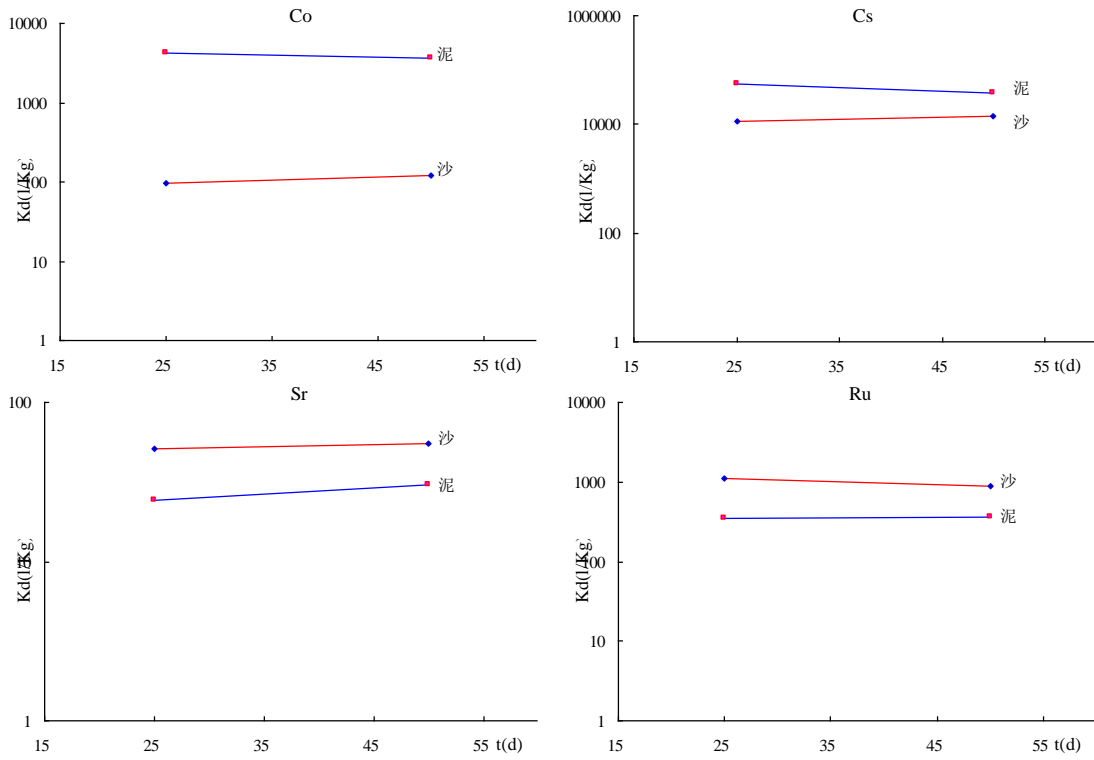 Co
10000
1000
100
10
1
Kd(l/Kg)
泥
沙
15 25 35 45 55 t(d)
Cs
1000000
10000
100
1
Kd(l/Kg)
泥
沙
15 25 35 45 55 t(d)
Sr
100
10
1
Kd(l/Kg)
沙
泥
15 25 35 45 55 t(d)
Ru
10000
1000
100
10
1
Kd(l/Kg)
沙
泥
15 25 35 45 55 t(d)